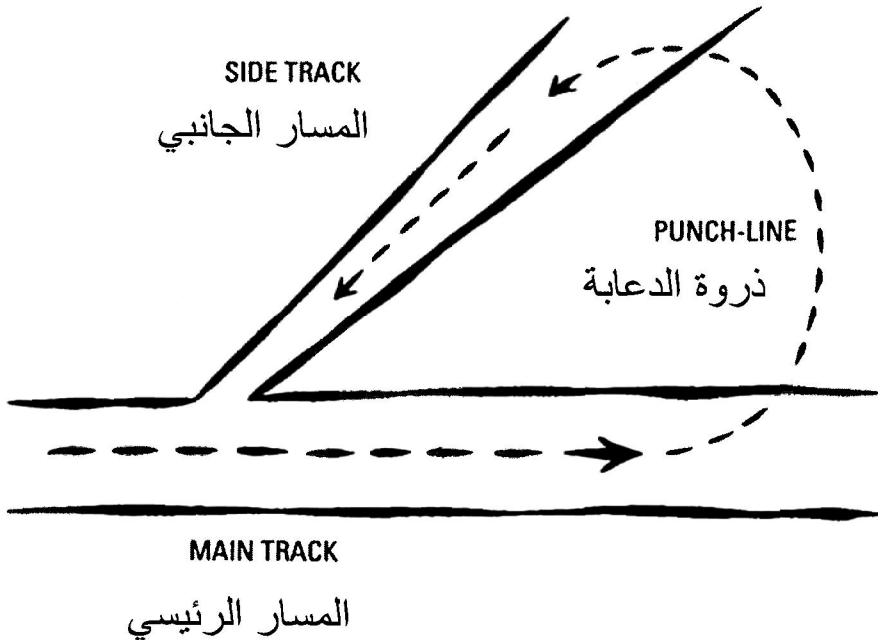 SIDE TRACK
المسار الجانبي
PUNCH-LINE
ذروة الدعابة
MAIN TRACK
المسار الرئيسي